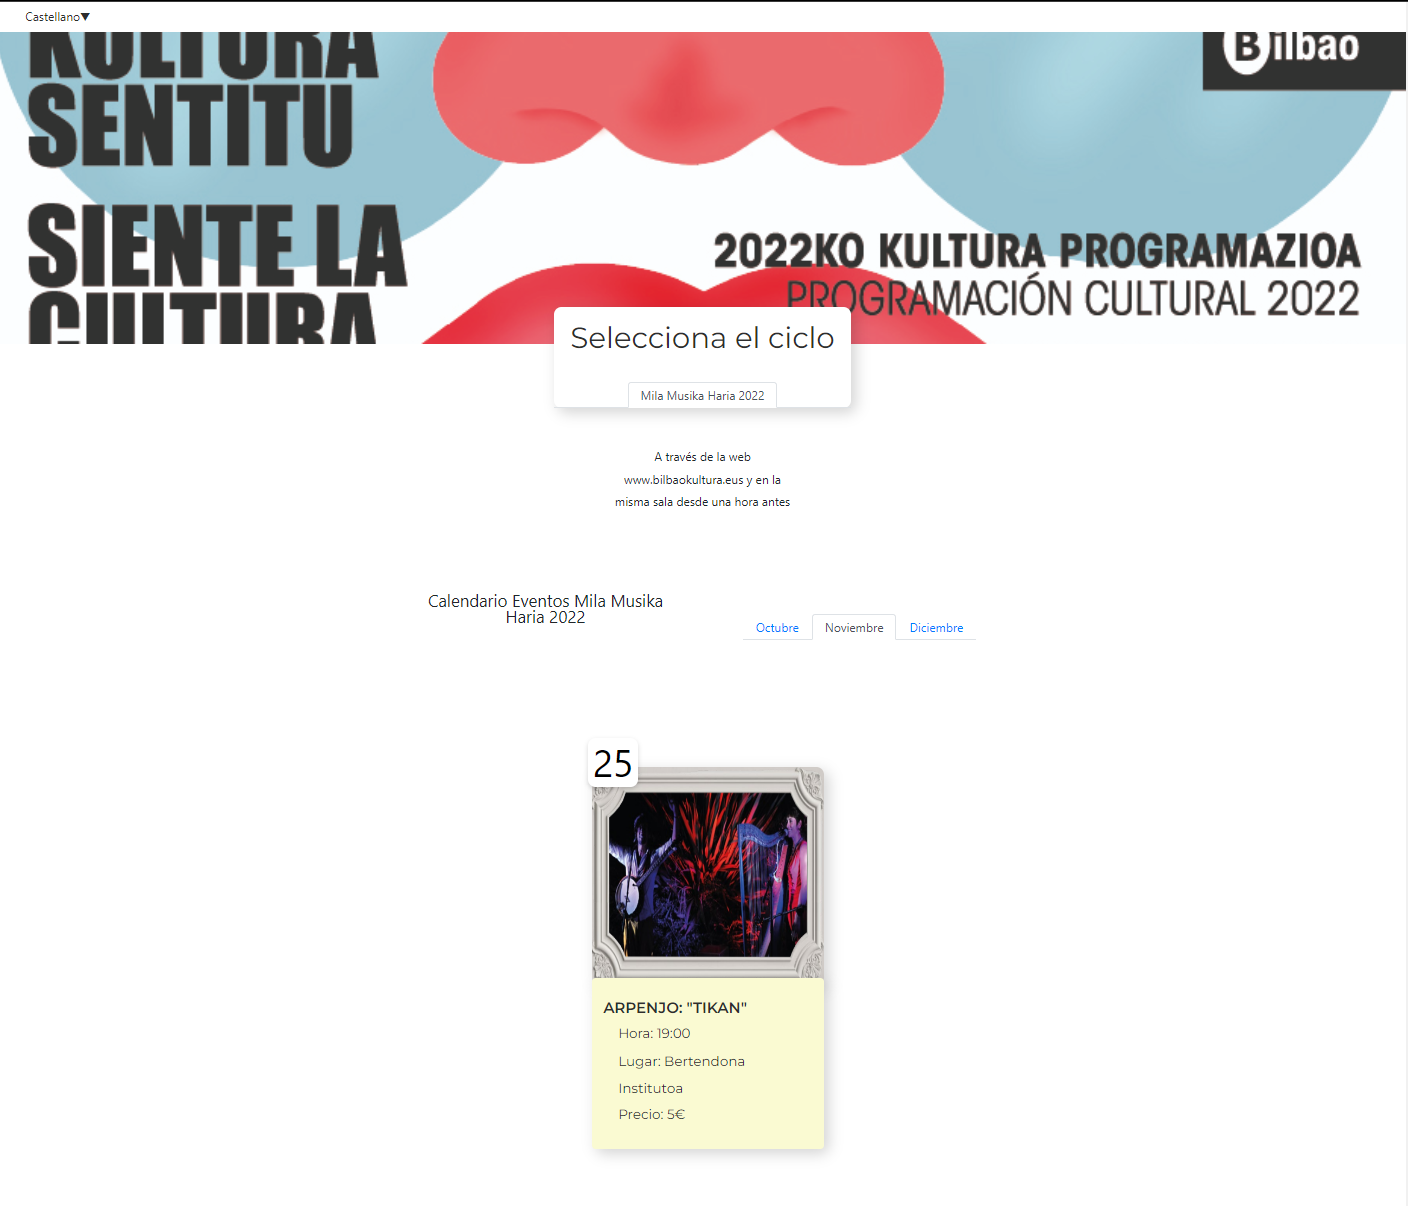 Castellano▼
KULTURA
SENTITU
SIENTE LA
CULTURA
Bilbao
2022KO KULTURA PROGRAMAZIOA
PROGRAMACIÓN CULTURAL 2022
Selecciona el ciclo
Mila Musika Haria 2022
A través de la web
www.bilbaokultura.eus y en la
misma sala desde una hora antes
Calendario Eventos Mila Musika
Haria 2022
Octubre Noviembre Diciembre
25
ARPENJO: "TIKAN"
Hora: 19:00
Lugar: Bertendona
Institutoa
Precio: 5€